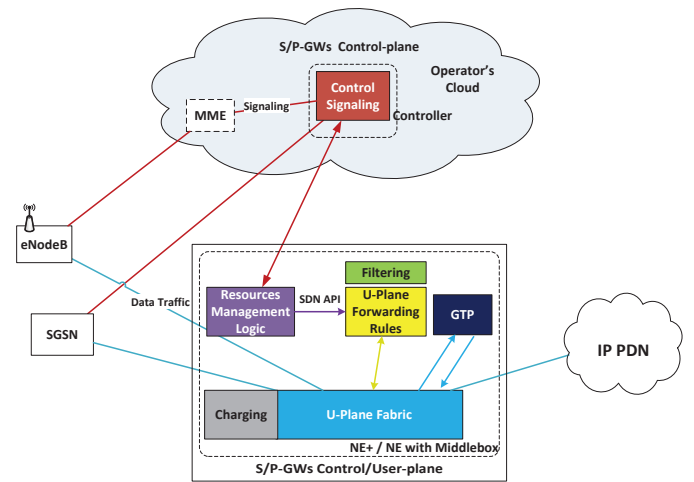 S/P-GWs Control-plane
Operator's
Cloud
Control
Signaling
Signaling
MME
Controller
eNodeB
Data Traffic
Filtering
Resources
Management
Logic
SDN API
U-Plane
Forwarding
Rules
GTP
SGSN
IP PDN
Charging
U-Plane Fabric
NE+ / NE with Middlebox
S/P-GWs Control/User-plane